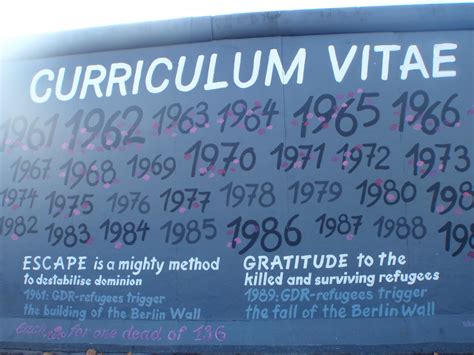 CURRICULUM VITAE
1961 1962 1963 1964 1965 1966
1967 1968 1969 1970 1971 1972 1973
1974 1975 1976 1977 1978 1979 1980 198
1982 1983 1984 1985 1986 1987 1988
ESCAPE is a mighty method
to destabilise dominion
1961: GDR-refugees trigger
the building of the Berlin Wall
GRATITUDE to the
killed and surviving refugees
1989: GDR-refugees trigger
the fall of the Berlin Wall
each for one dead of 136